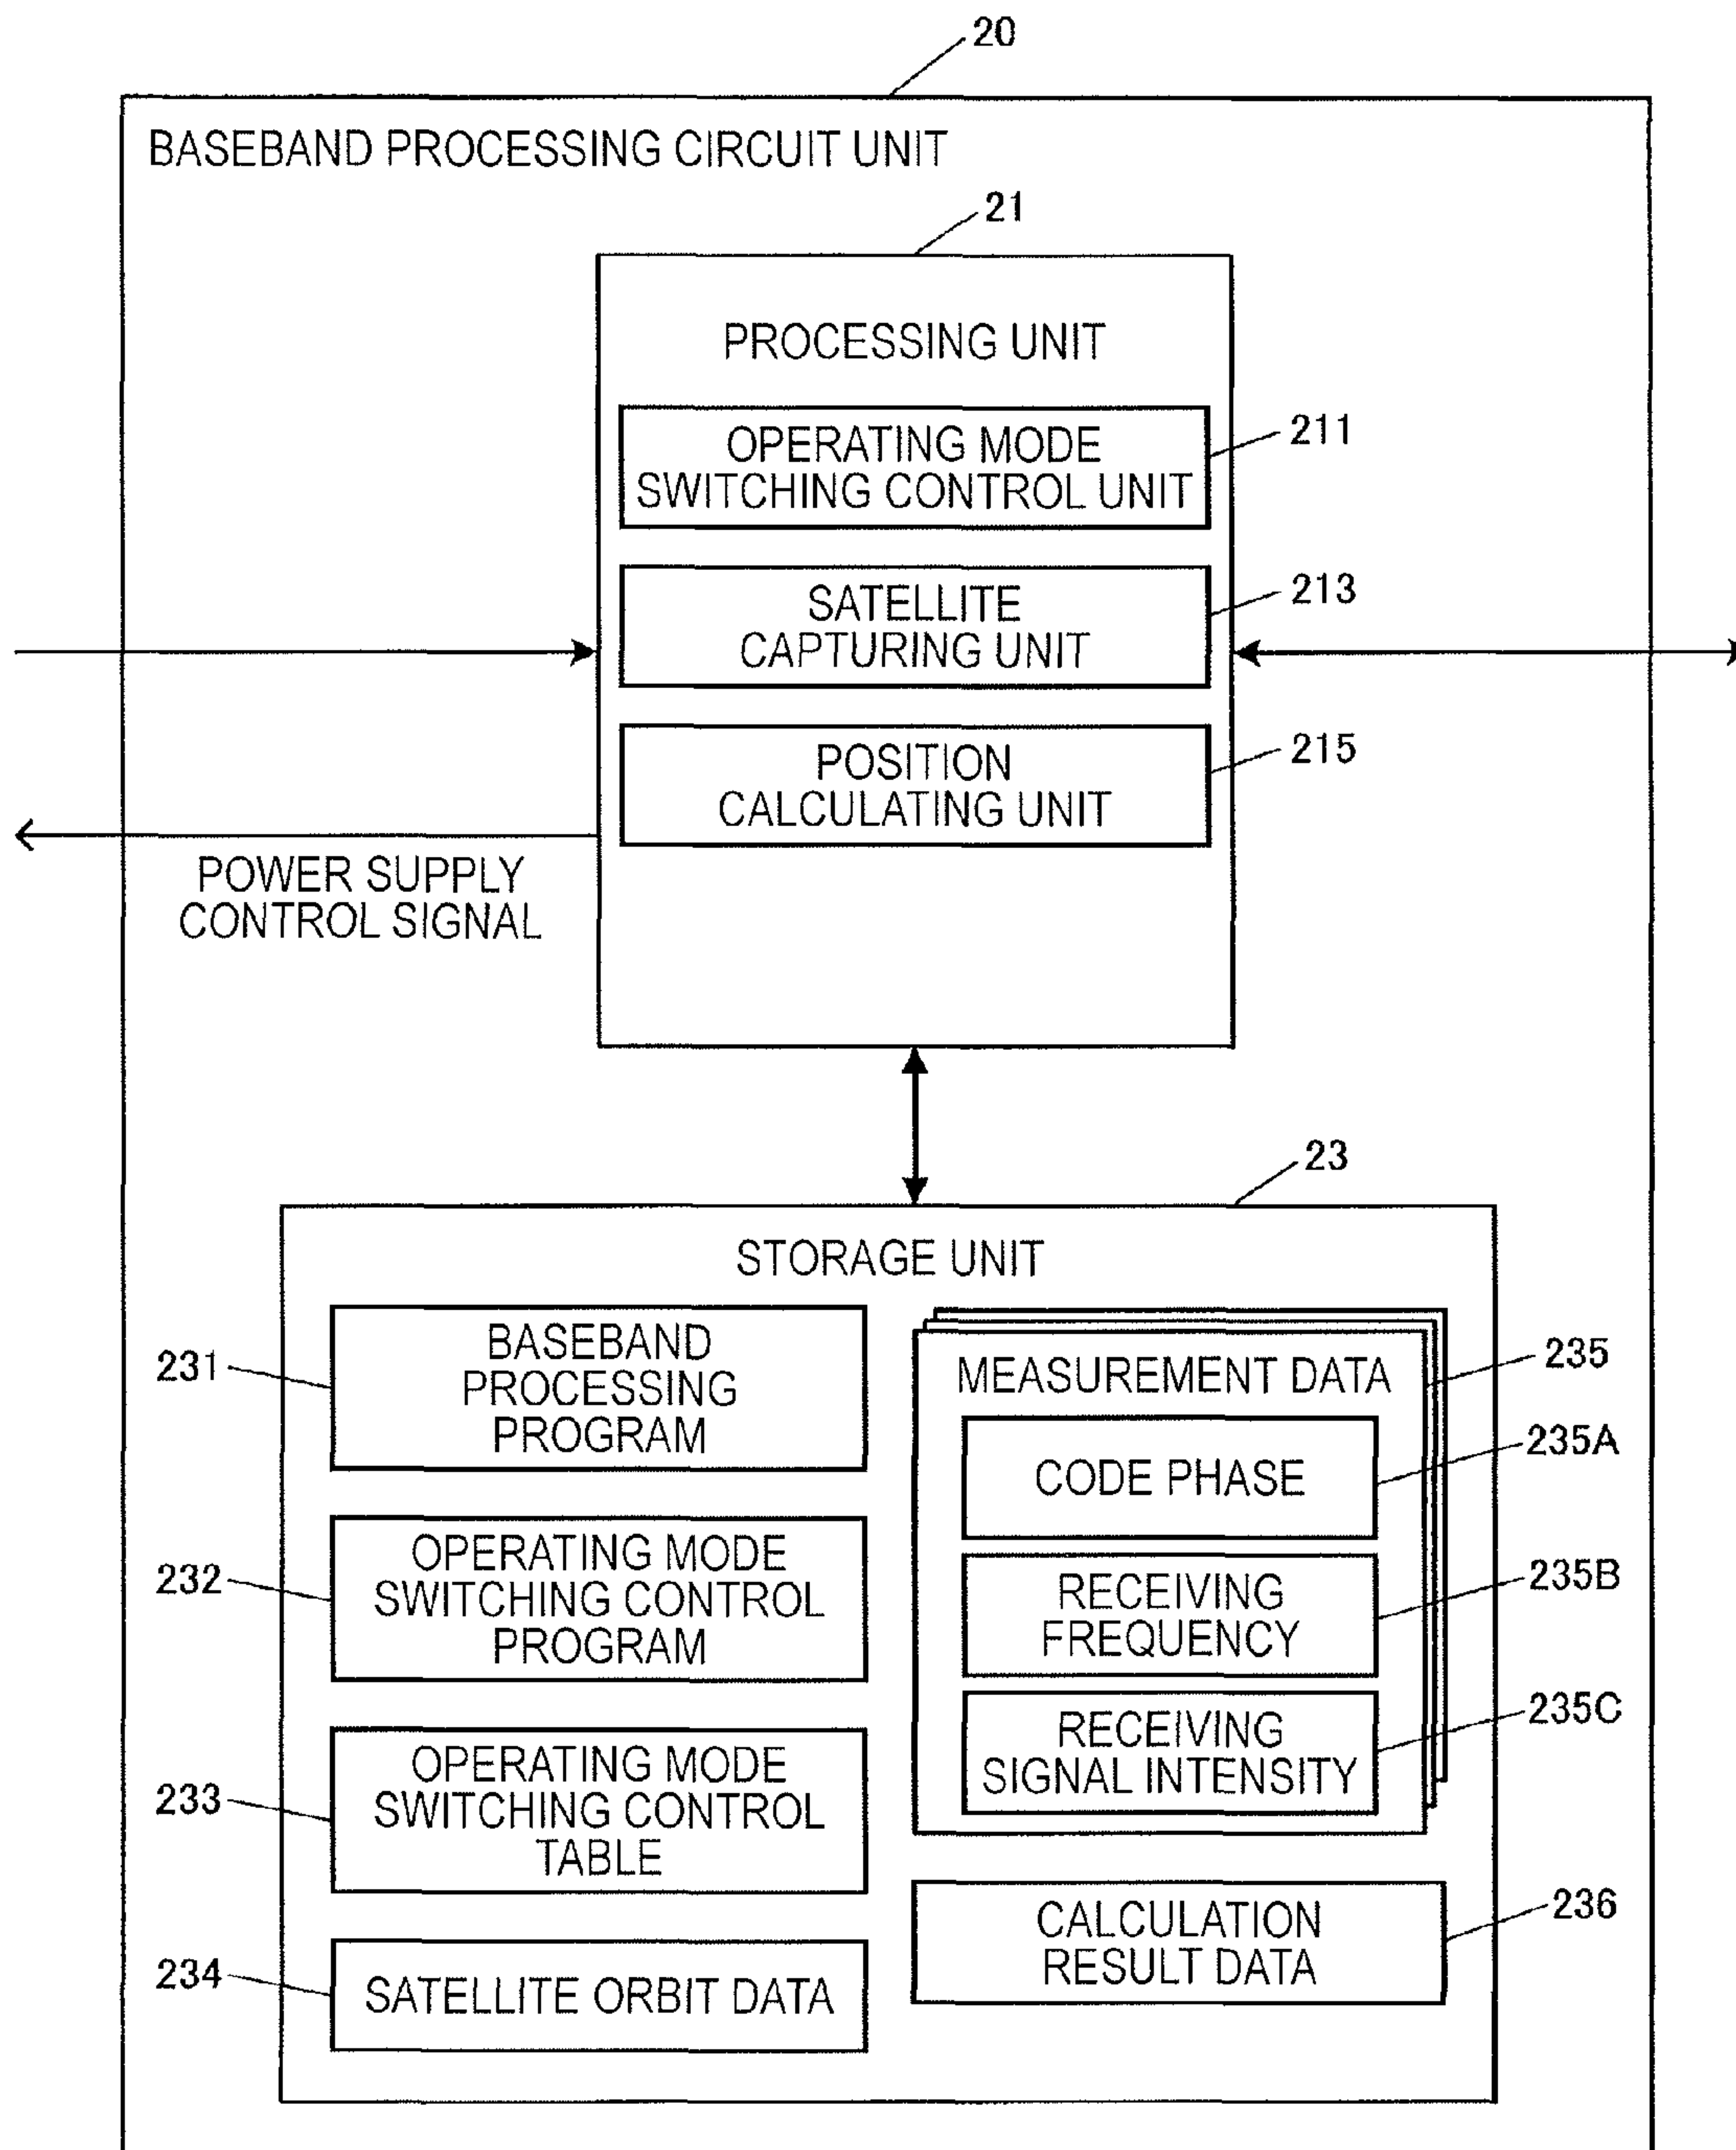 20
BASEBAND PROCESSING CIRCUIT UNIT
21
PROCESSING UNIT
OPERATING MODE
SWITCHING CONTROL UNIT
211
SATELLITE
CAPTURING UNIT
213
POSITION
CALCULATING UNIT
215
POWER SUPPLY
CONTROL SIGNAL
23
STORAGE UNIT
231
BASEBAND
PROCESSING
PROGRAM
232
OPERATING MODE
SWITCHING CONTROL
PROGRAM
233
OPERATING MODE
SWITCHING CONTROL
TABLE
234
SATELLITE ORBIT DATA
MEASUREMENT DATA
235
CODE PHASE
235A
RECEIVING
FREQUENCY
235B
RECEIVING
SIGNAL INTENSITY
235C
CALCULATION
RESULT DATA
236